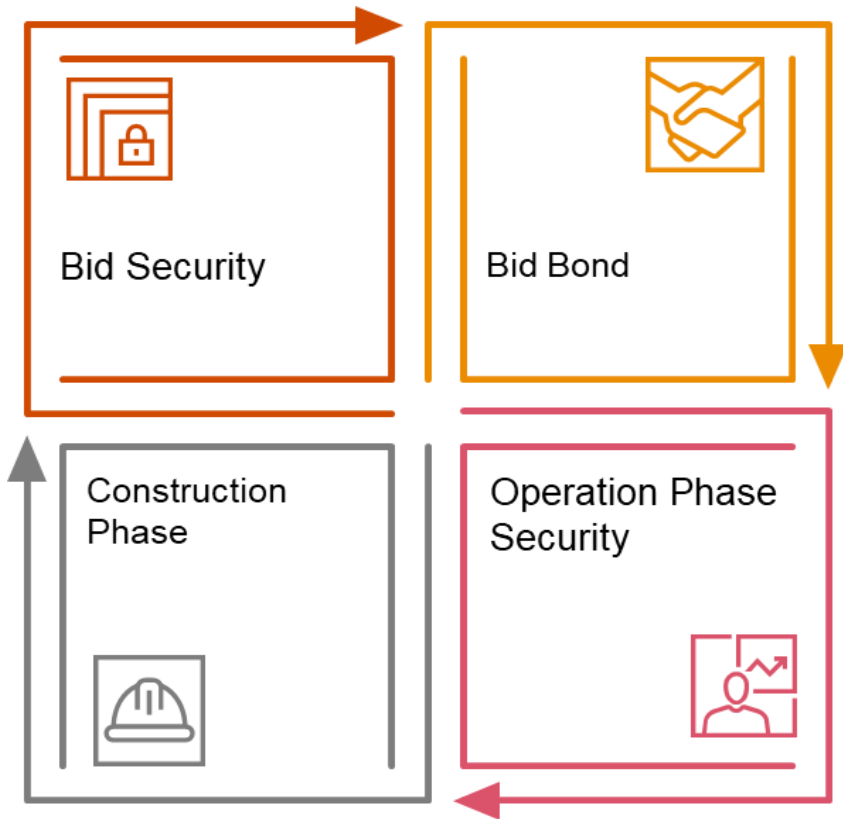 Bid Security
Bid Bond
Construction
Phase
Operation Phase
Security